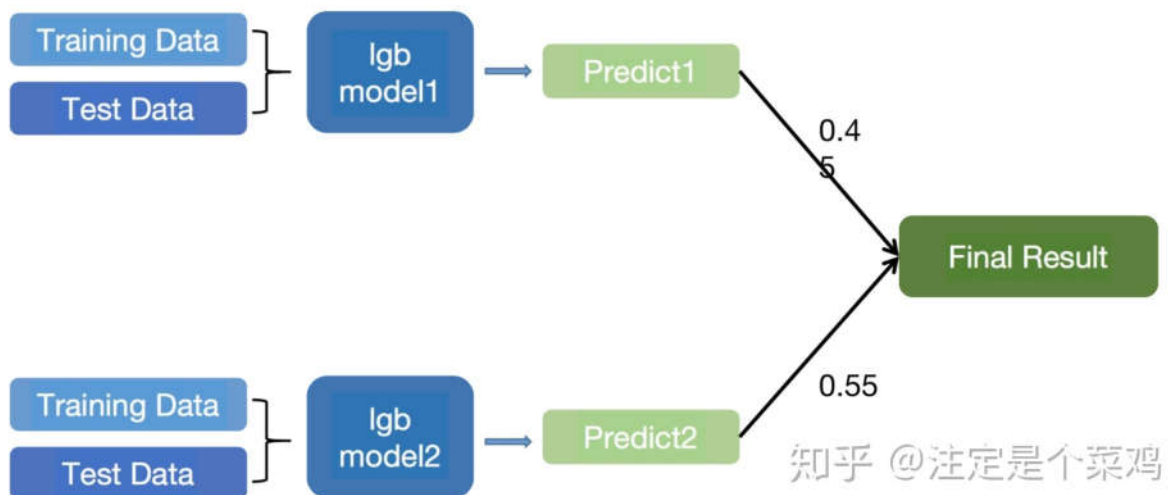 Training Data
Test Data
lgb
model1
Predict1
0.4
5
Final Result
Training Data
Test Data
lgb
model2
Predict2
0.55
知乎 @注定是个菜鸡